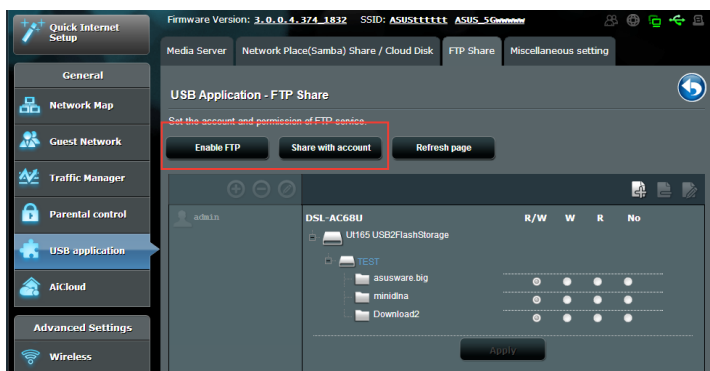 Quick Internet
Setup
Firmware Version: 3.0.0.4.374_1832 SSID: ASUStttttt ASUS_5G
Media Server Network Place(Samba) Share / Cloud Disk FTP Share Miscellaneous setting
General
Network Map
Guest Network
Traffic Manager
Parental control
USB application
AiCloud
Advanced Settings
Wireless
USB Application - FTP Share
Set the account and permission of FTP service.
Enable FTP Share with account Refresh page
admin
DSL-AC68U R/W W R No
Ut165 USB2FlashStorage
TEST
asusware.big
minidlna
Download2
Apply